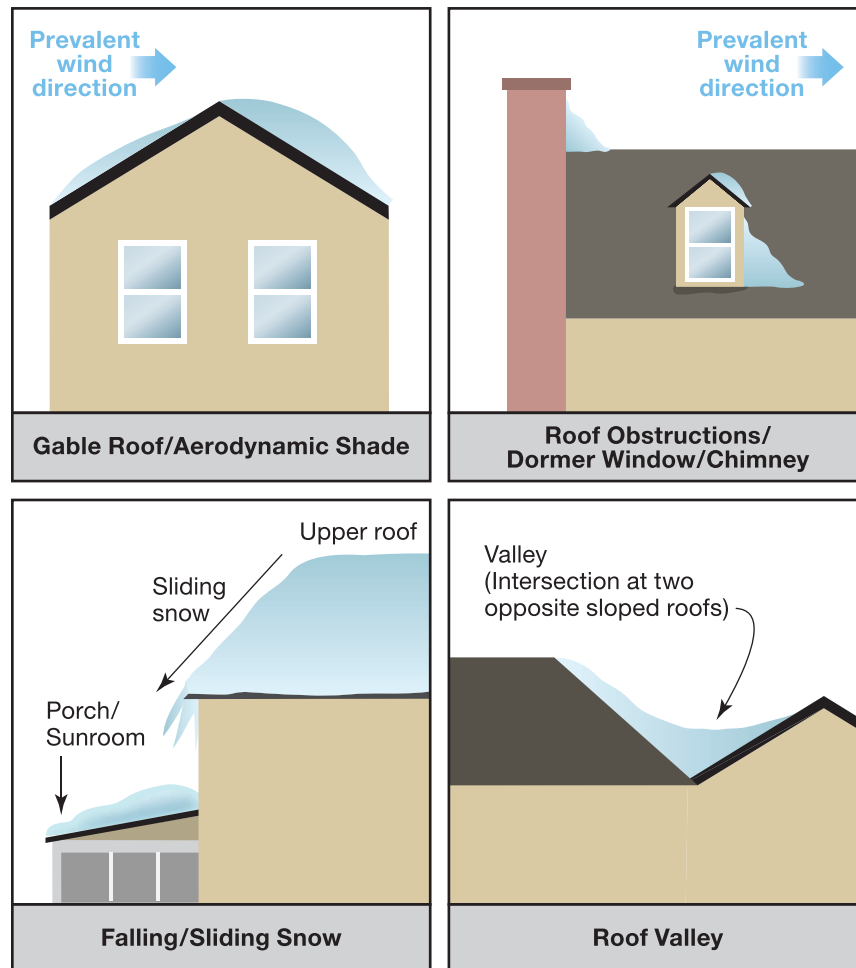 Prevalent
wind
direction
Gable Roof/Aerodynamic Shade
Prevalent
wind
direction
Roof Obstructions/
Dormer Window/Chimney
Upper roof
Sliding
snow
Porch/
Sunroom
Falling/Sliding Snow
Valley
(Intersection at two
opposite sloped roofs)
Roof Valley